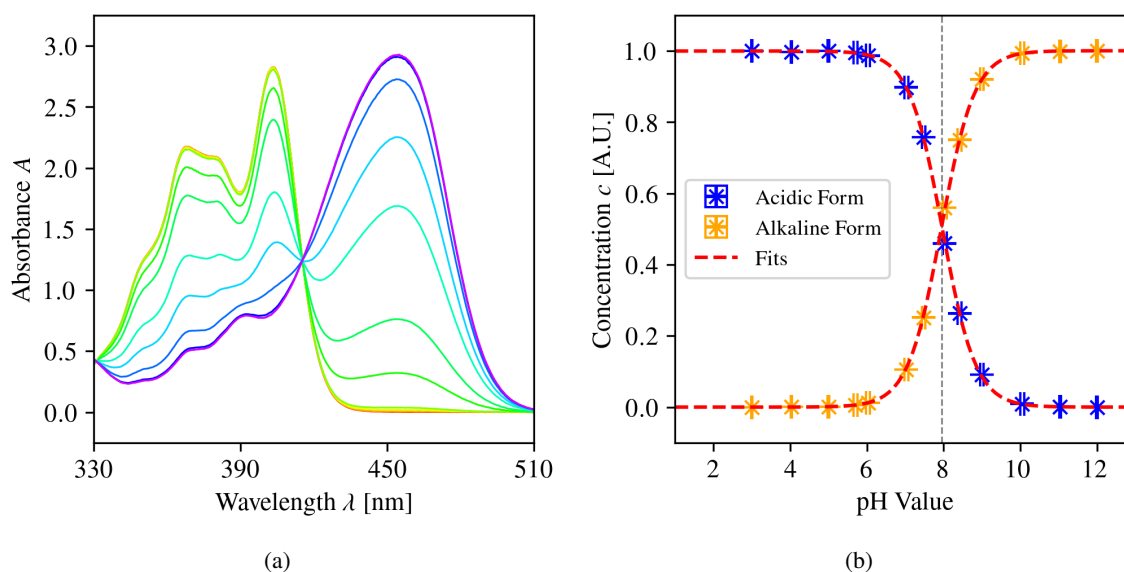 3.0
2.5
2.0
1.5
1.0
0.5
0.0
Absorbance A
330
390
450
510
Wavelength λ [nm]
(a)
1.0
0.8
0.6
0.4
0.2
0.0
Concentration c [A.U.]
Acidic Form
Alkaline Form
Fits
2
4
6
8
10
12
pH Value
(b)